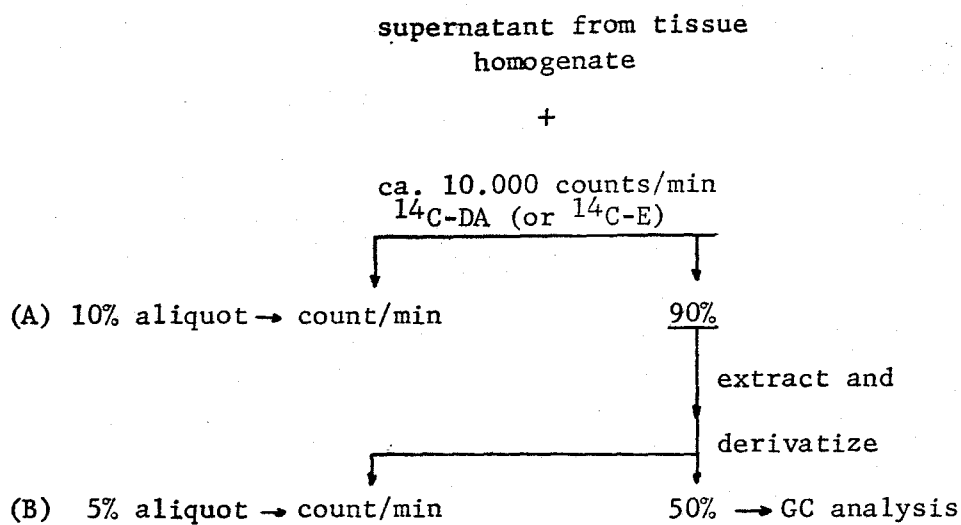 supernatant from tissue
homogenate
+
ca. 10.000 counts/min
¹⁴C-DA (or ¹⁴C-E)
(A) 10% aliquot → count/min 90%
extract and
derivatize
(B) 5% aliquot → count/min 50% → GC analysis